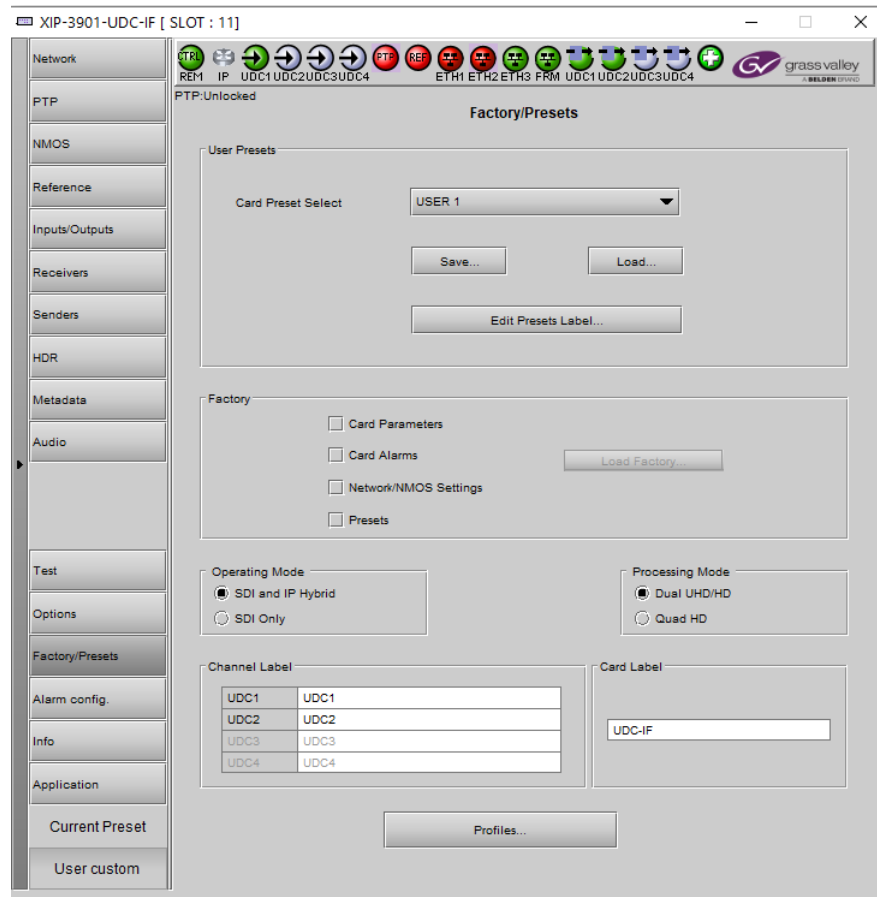 XIP-3901-UDC-IF [ SLOT : 11]
CTRL PTP REF
REM IP UDC1 UDC2 UDC3 UDC4 ETH1 ETH2 ETH3 FRM UDC1 UDC2 UDC3 UDC4
GV grass valley
A BELDEN BRAND
PTP:Unlocked
Network
PTP
NMOS
Reference
Inputs/Outputs
Receivers
Senders
HDR
Metadata
Audio
Test
Options
Factory/Presets
Alarm config.
Info
Application
Current Preset
User custom
Factory/Presets
User Presets
Card Preset Select USER 1
Save... Load...
Edit Presets Label...
Factory
Card Parameters
Card Alarms
Load Factory...
Network/NMOS Settings
Presets
Operating Mode
SDI and IP Hybrid
SDI Only
Processing Mode
Dual UHD/HD
Quad HD
Channel Label
UDC1 UDC1
UDC2 UDC2
UDC3 UDC3
UDC4 UDC4
Card Label
UDC-IF
Profiles...